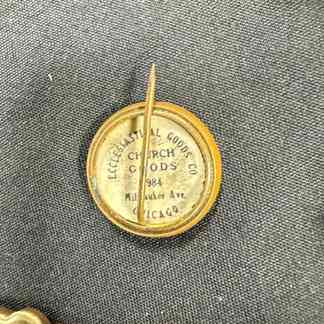 ECCLESIASTICAL GOODS CO
CHURCH
GOODS
984
Milwaukee Ave.
CHICAGO